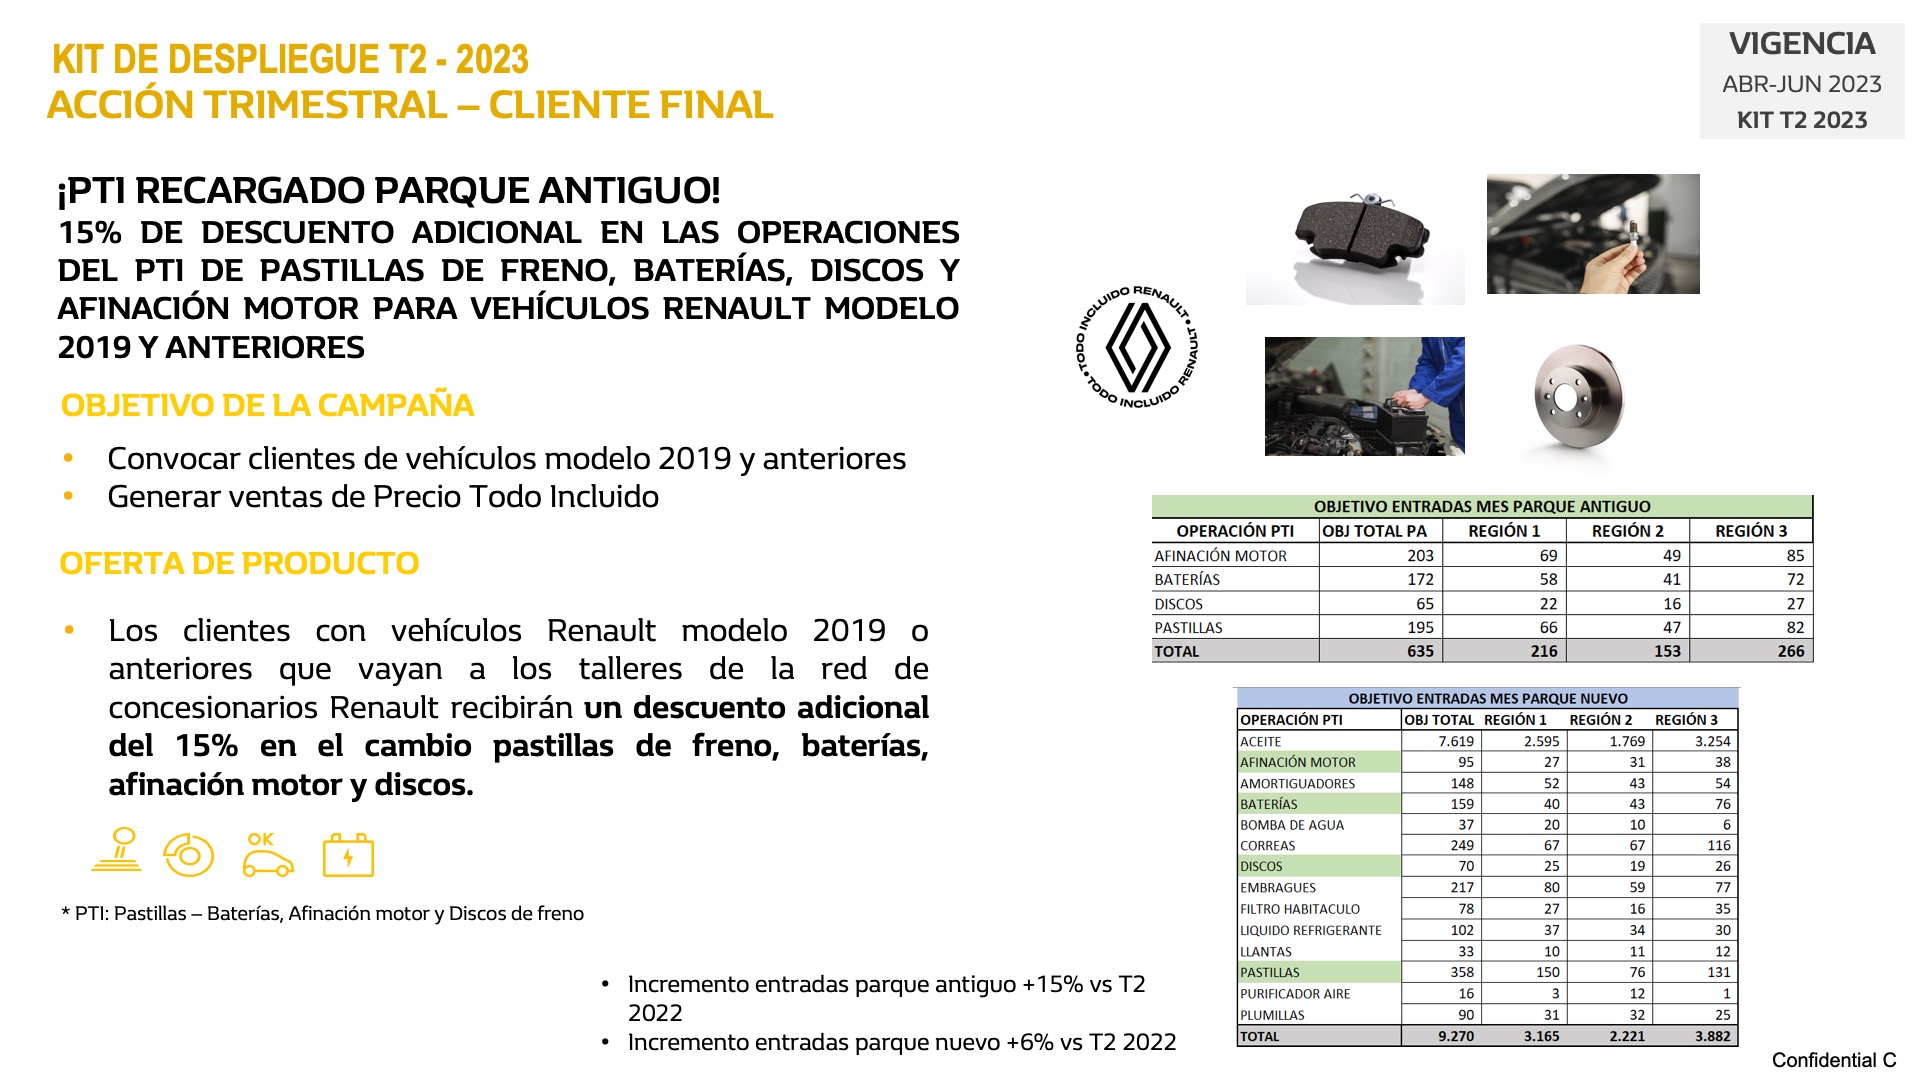 KIT DE DESPLIEGUE T2 - 2023
ACCIÓN TRIMESTRAL – CLIENTE FINAL
VIGENCIA
ABR-JUN 2023
KIT T2 2023
¡PTI RECARGADO PARQUE ANTIGUO!
15% DE DESCUENTO ADICIONAL EN LAS OPERACIONES
DEL PTI DE PASTILLAS DE FRENO, BATERÍAS, DISCOS Y
AFINACIÓN MOTOR PARA VEHÍCULOS RENAULT MODELO
2019 Y ANTERIORES
OBJETIVO DE LA CAMPAÑA
• Convocar clientes de vehículos modelo 2019 y anteriores
• Generar ventas de Precio Todo Incluido
OFERTA DE PRODUCTO
• Los clientes con vehículos Renault modelo 2019 o
anteriores que vayan a los talleres de la red de
concesionarios Renault recibirán un descuento adicional
del 15% en el cambio pastillas de freno, baterías,
afinación motor y discos.
OK
* PTI: Pastillas – Baterías, Afinación motor y Discos de freno
• Incremento entradas parque antiguo +15% vs T2
2022
• Incremento entradas parque nuevo +6% vs T2 2022
TODO INCLUIDO RENAULT • TODO INCLUIDO RENAULT •
OBJETIVO ENTRADAS MES PARQUE ANTIGUO
OPERACIÓN PTI OBJ TOTAL PA REGIÓN 1 REGIÓN 2 REGIÓN 3
AFINACIÓN MOTOR 203 69 49 85
BATERÍAS 172 58 41 72
DISCOS 65 22 16 27
PASTILLAS 195 66 47 82
TOTAL 635 216 153 266
OBJETIVO ENTRADAS MES PARQUE NUEVO
OPERACIÓN PTI OBJ TOTAL REGIÓN 1 REGIÓN 2 REGIÓN 3
ACEITE 7.619 2.595 1.769 3.254
AFINACIÓN MOTOR 95 27 31 38
AMORTIGUADORES 148 52 43 54
BATERÍAS 159 40 43 76
BOMBA DE AGUA 37 20 10 6
CORREAS 249 67 67 116
DISCOS 70 25 19 26
EMBRAGUES 217 80 59 77
FILTRO HABITACULO 78 27 16 35
LIQUIDO REFRIGERANTE 102 37 34 30
LLANTAS 33 10 11 12
PASTILLAS 358 150 76 131
PURIFICADOR AIRE 16 3 12 1
PLUMILLAS 90 31 32 25
TOTAL 9.270 3.165 2.221 3.882
Confidential C